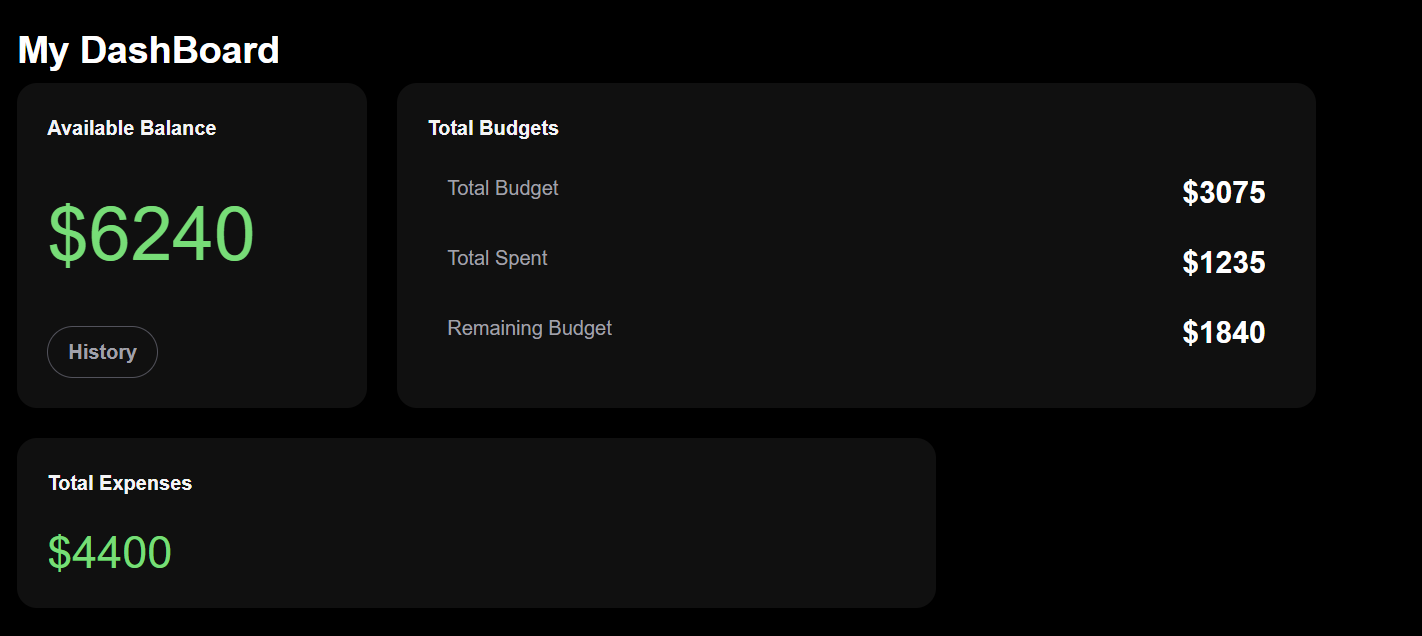 My DashBoard
Available Balance
$6240
History
Total Budgets
Total Budget $3075
Total Spent $1235
Remaining Budget $1840
Total Expenses
$4400